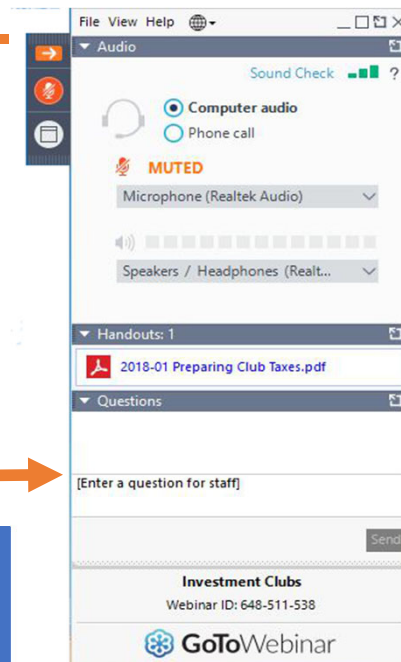 File View Help
Audio
Sound Check ?
Computer audio
Phone call
MUTED
Microphone (Realtek Audio)
Speakers / Headphones (Realt...
Handouts: 1
2018-01 Preparing Club Taxes.pdf
Questions
[Enter a question for staff]
Send
Investment Clubs
Webinar ID: 648-511-538
GoToWebinar